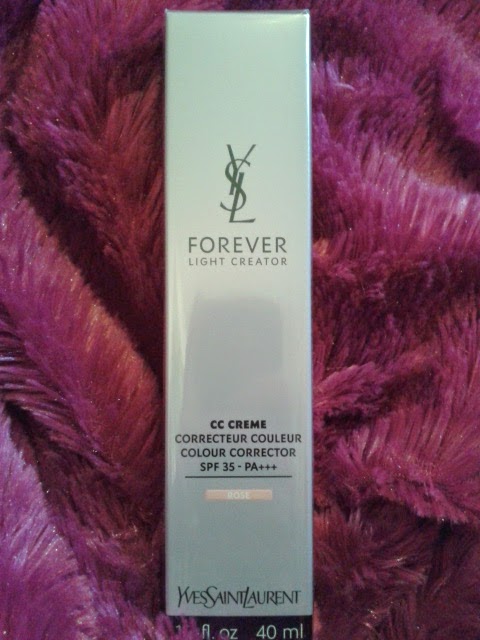 YSL
FOREVER
LIGHT CREATOR
CC CREME
CORRECTEUR COULEUR
COLOUR CORRECTOR
SPF 35 - PA+++
ROSE
YVESSAINTLAURENT
fl. oz 40 ml